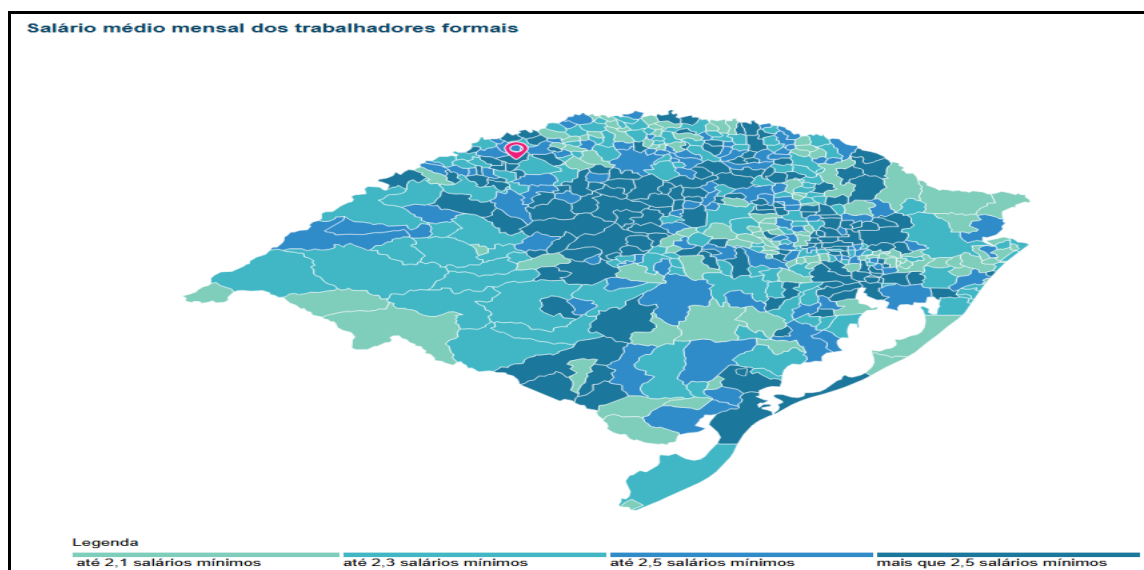 Salário médio mensal dos trabalhadores formais
Legenda
até 2,1 salários mínimos
até 2,3 salários mínimos
até 2,5 salários mínimos
mais que 2,5 salários mínimos